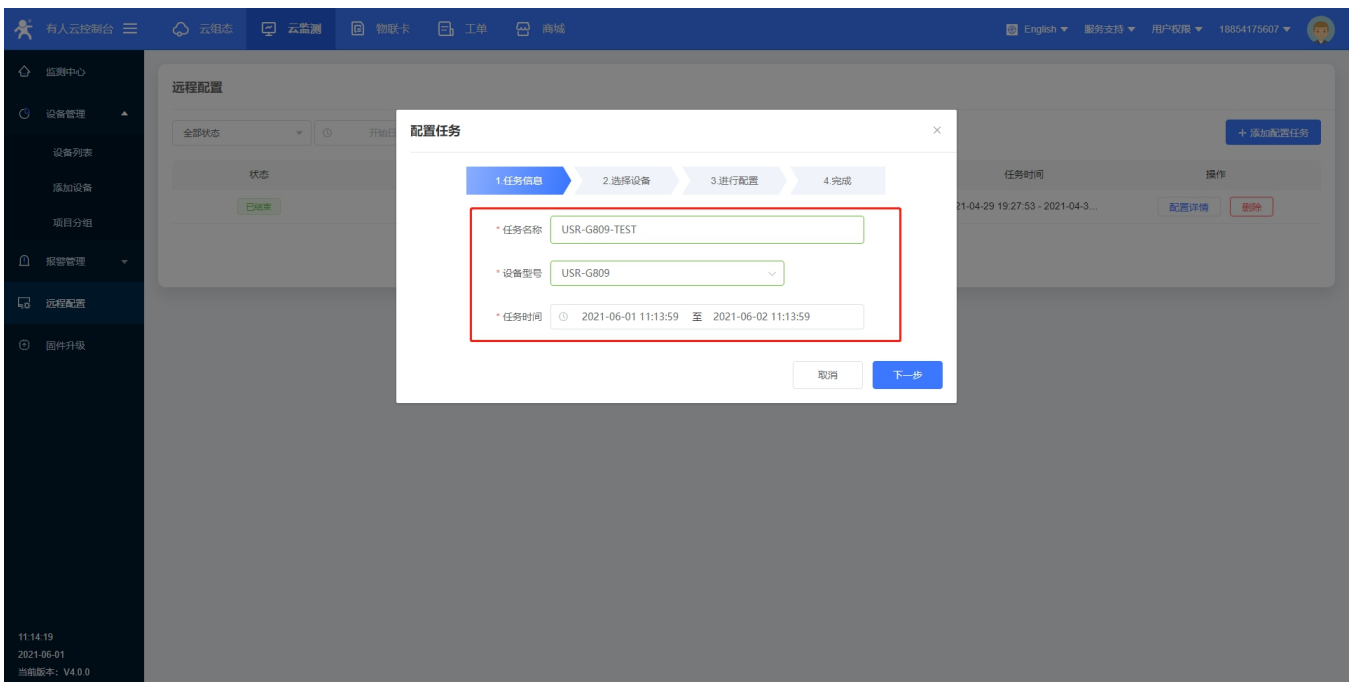 有人云控制台 云组态 云监测 物联卡 工单 商城 English 服务支持 用户权限 18854175607
监测中心
设备管理
设备列表
添加设备
项目分组
报警管理
远程配置
固件升级
11:14:19
2021-06-01
当前版本：V4.0.0
远程配置
全部状态 开始日 + 添加配置任务
状态 任务时间 操作
已结束 21-04-29 19:27:53 - 2021-04-3... 配置详情 删除
配置任务
1.任务信息 2.选择设备 3.进行配置 4.完成
* 任务名称 USR-G809-TEST
* 设备型号 USR-G809
* 任务时间 2021-06-01 11:13:59 至 2021-06-02 11:13:59
取消 下一步